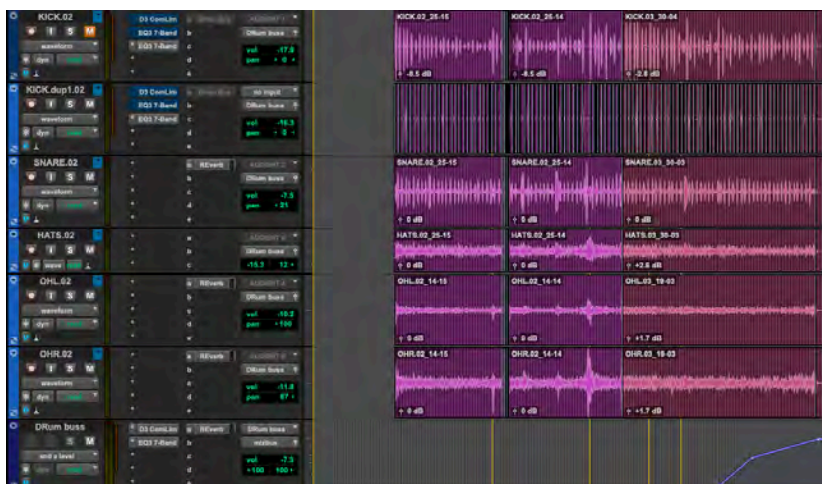 KICK.02
D3 ComLim
KICK.02_25-15
KICK.02_25-14
KICK.03_30-04
I S M
EQ3 7-Band
b
DRum buss
waveform
EQ3 7-Band
c
vol -17.8
dyn
d
pan 0
-8.5 dB
-8.5 dB
-2.8 dB
e
KICK.dup1.02
D3 ComLim
no input
I S M
EQ3 7-Band
b
DRum buss
waveform
EQ3 7-Band
c
vol -16.3
dyn
d
pan 0
e
SNARE.02
a REverb
SNARE.02_25-15
SNARE.02_25-14
SNARE.03_30-03
I S M
b
DRum buss
waveform
c
vol -7.5
dyn
d
pan 21
0 dB
0 dB
0 dB
e
HATS.02
a
HATS.02_25-15
HATS.02_25-14
HATS.03_30-03
I S M
b
DRum buss
wave
c
-15.3 12
0 dB
0 dB
+2.6 dB
OHL.02
a REverb
OHL.02_14-15
OHL.02_14-14
OHL.03_19-03
I S M
b
DRum buss
waveform
c
vol -10.2
dyn
d
pan 100
0 dB
0 dB
+1.7 dB
e
OHR.02
a REverb
OHR.02_14-15
OHR.02_14-14
OHR.03_19-03
I S M
b
DRum buss
waveform
c
vol -11.8
dyn
d
pan 67
0 dB
0 dB
+1.7 dB
e
DRum buss
D3 ComLim
a REverb
DRum buss
S M
EQ3 7-Band
b
c
vol -7.3
dyn
d
100 100
e